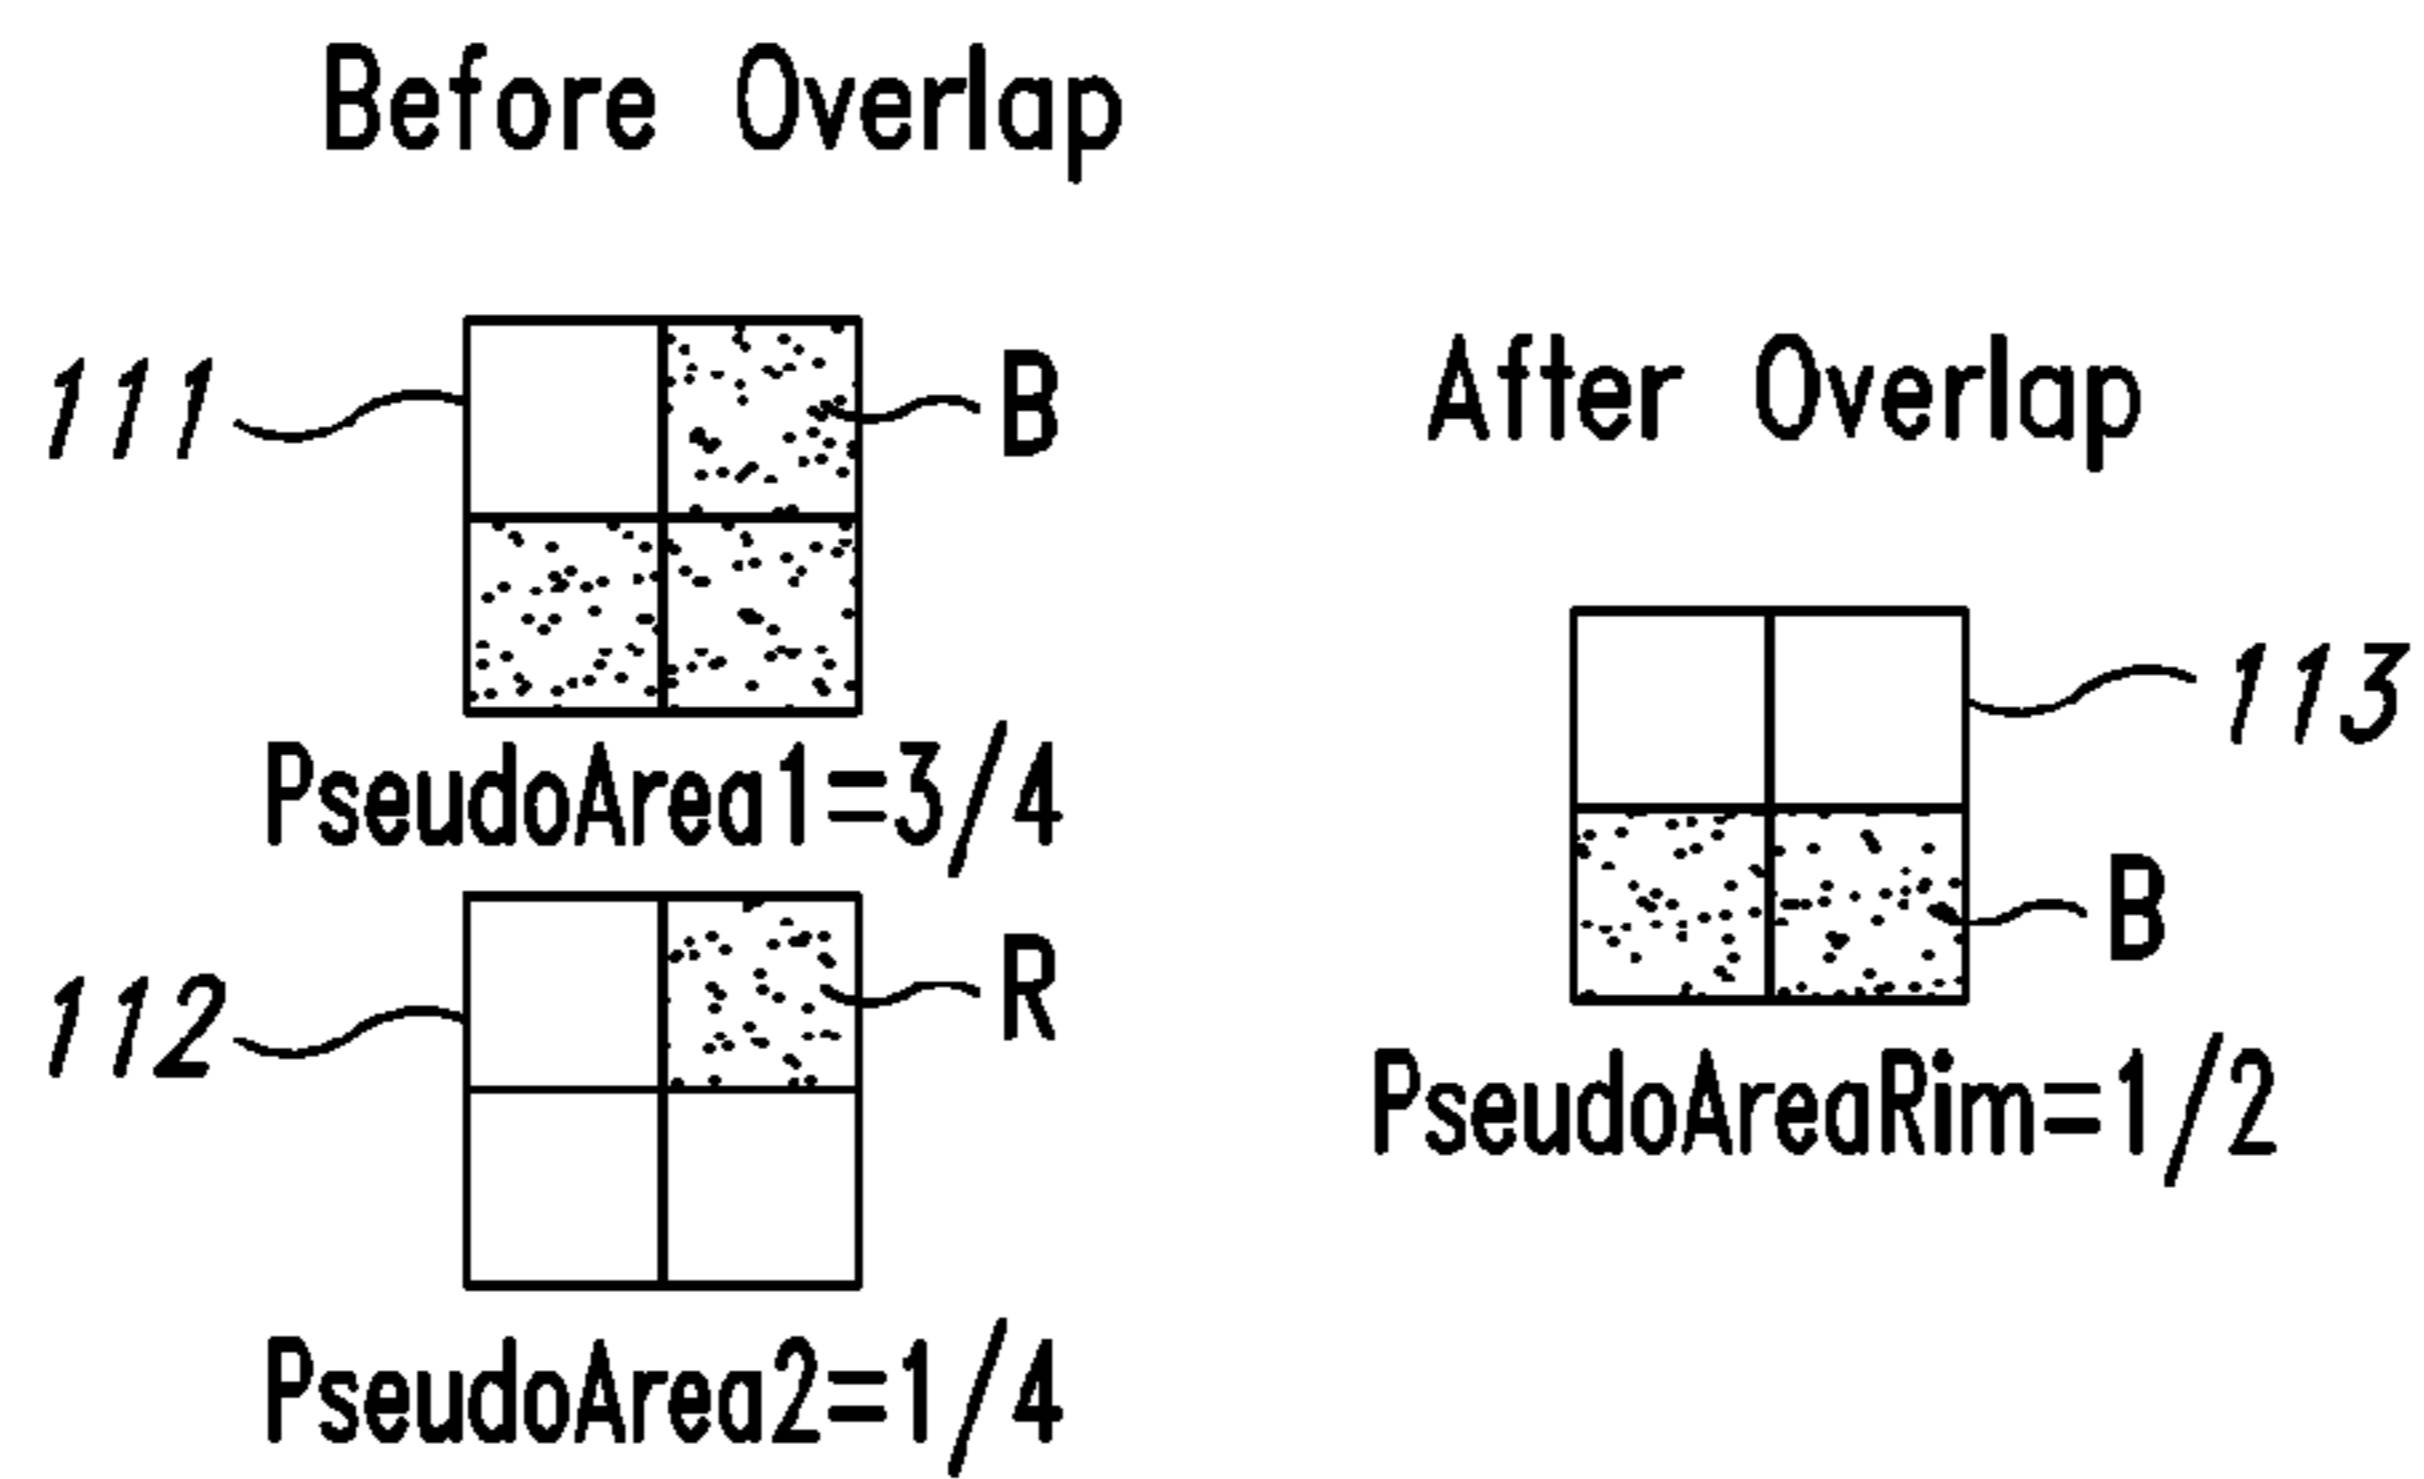 Before Overlap
111
B
PseudoArea1=3/4
112
R
PseudoArea2=1/4
After Overlap
113
B
PseudoAreaRim=1/2